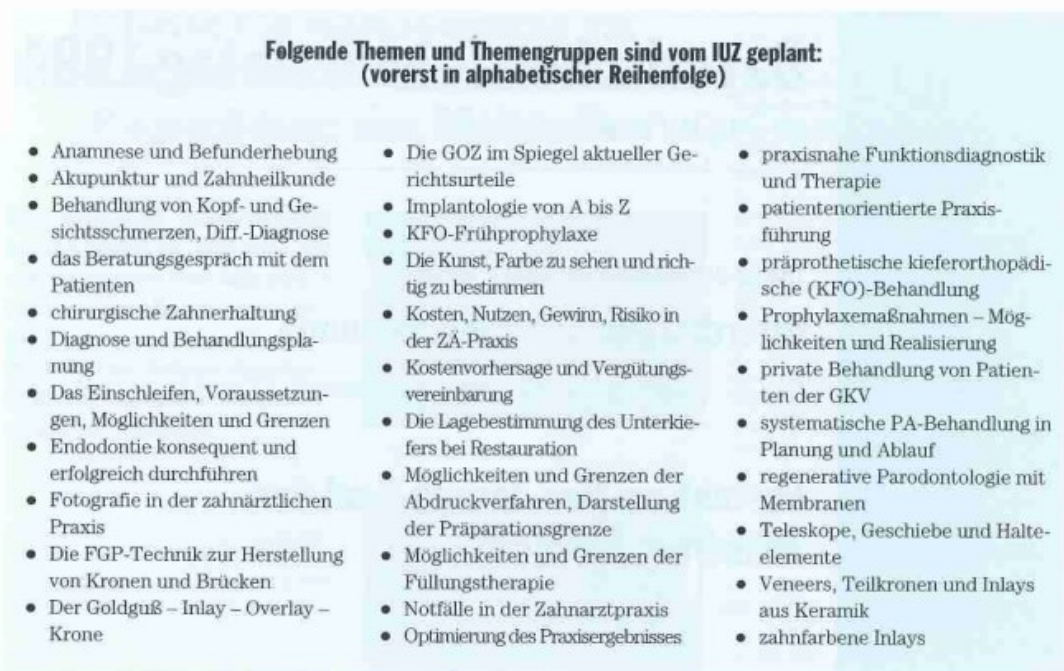 Folgende Themen und Themengruppen sind vom IUZ geplant:
(vorerst in alphabetischer Reihenfolge)
• Anamnese und Befunderhebung
• Akupunktur und Zahnheilkunde
• Behandlung von Kopf- und Ge-
sichtsschmerzen, Diff.-Diagnose
• das Beratungsgespräch mit dem
Patienten
• chirurgische Zahnerhaltung
• Diagnose und Behandlungspla-
nung
• Das Einschleifen, Voraussetzun-
gen, Möglichkeiten und Grenzen
• Endodontie konsequent und
erfolgreich durchführen
• Fotografie in der zahnärztlichen
Praxis
• Die FGP-Technik zur Herstellung
von Kronen und Brücken
• Der Goldguß – Inlay – Overlay –
Krone
• Die GOZ im Spiegel aktueller Ge-
richtsurteile
• Implantologie von A bis Z
• KFO-Frühprophylaxe
• Die Kunst, Farbe zu sehen und rich-
tig zu bestimmen
• Kosten, Nutzen, Gewinn, Risiko in
der ZÄ-Praxis
• Kostenvorhersage und Vergütungs-
vereinbarung
• Die Lagebestimmung des Unterkie-
fers bei Restauration
• Möglichkeiten und Grenzen der
Abdruckverfahren, Darstellung
der Präparationsgrenze
• Möglichkeiten und Grenzen der
Füllungstherapie
• Notfälle in der Zahnarztpraxis
• Optimierung des Praxisergebnisses
• praxisnahe Funktionsdiagnostik
und Therapie
• patientenorientierte Praxis-
führung
• präprothetische kieferorthopädi-
sche (KFO)-Behandlung
• Prophylaxemaßnahmen – Mög-
lichkeiten und Realisierung
• private Behandlung von Patien-
ten der GKV
• systematische PA-Behandlung in
Planung und Ablauf
• regenerative Parodontologie mit
Membranen
• Teleskope, Geschiebe und Halte-
elemente
• Veneers, Teilkronen und Inlays
aus Keramik
• zahnfarbene Inlays